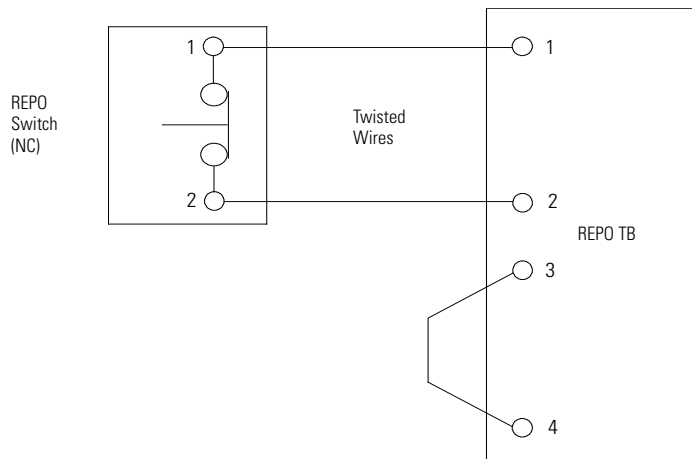 1
1
REPO
Switch
(NC)
Twisted
Wires
2
2
REPO TB
3
4